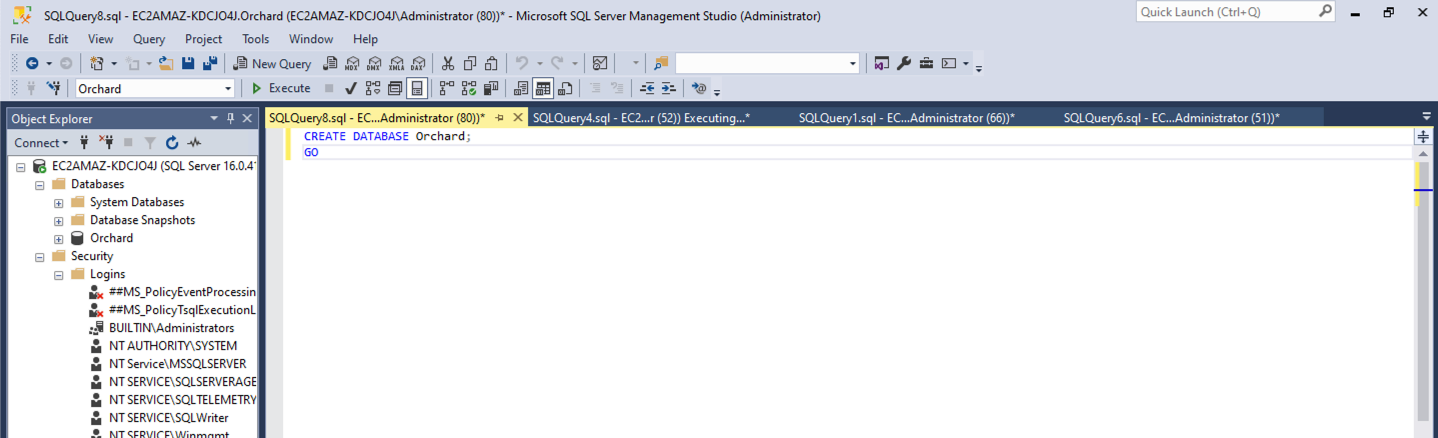 SQLQuery8.sql - EC2AMAZ-KDCJO4J.Orchard (EC2AMAZ-KDCJO4J\Administrator (80))* - Microsoft SQL Server Management Studio (Administrator)
Quick Launch (Ctrl+Q)
File Edit View Query Project Tools Window Help
New Query MDX DMX XMLA DAX
Orchard Execute
Object Explorer
SQLQuery8.sql - EC...Administrator (80))* SQLQuery4.sql - EC2...r (52)) Executing...* SQLQuery1.sql - EC...Administrator (66))* SQLQuery6.sql - EC...Administrator (51))*
Connect
CREATE DATABASE Orchard;
GO
EC2AMAZ-KDCJO4J (SQL Server 16.0.41
Databases
System Databases
Database Snapshots
Orchard
Security
Logins
##MS_PolicyEventProcessin
##MS_PolicyTsqlExecutionL
BUILTIN\Administrators
NT AUTHORITY\SYSTEM
NT Service\MSSQLSERVER
NT SERVICE\SQLSERVERAGE
NT SERVICE\SQLTELEMETRY
NT SERVICE\SQLWriter
NT SERVICE\Winmgmt